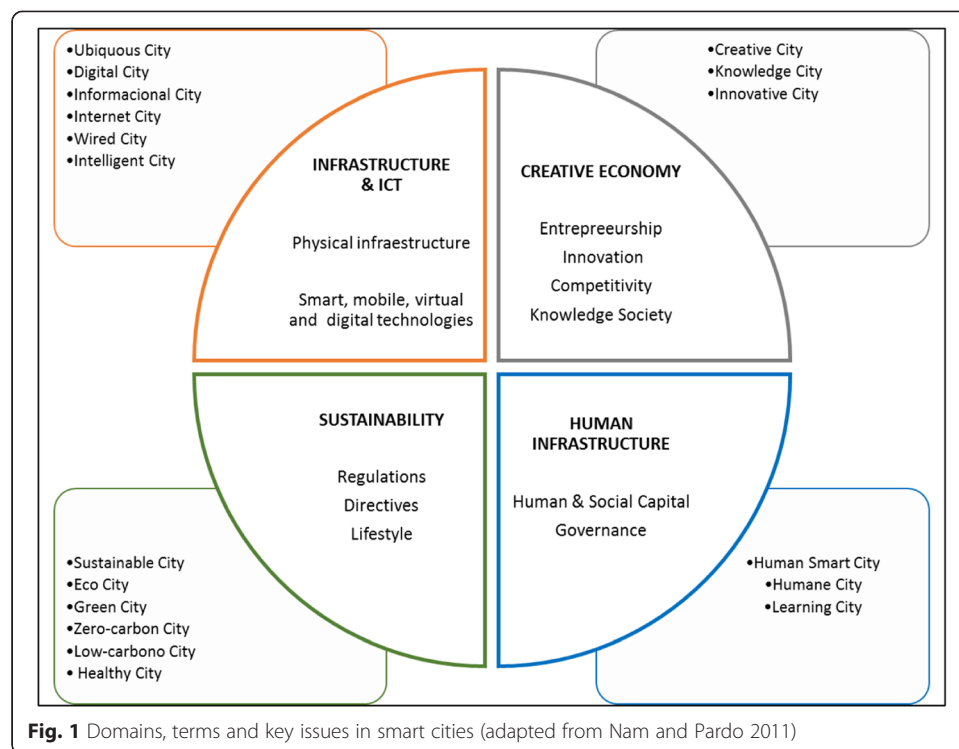 •Ubiquous City
•Digital City
•Informacional City
•Internet City
•Wired City
•Intelligent City
•Creative City
•Knowledge City
•Innovative City
INFRASTRUCTURE
& ICT
Physical infraestructure
Smart, mobile, virtual
and digital technologies
CREATIVE ECONOMY
Entrepreeurship
Innovation
Competitivity
Knowledge Society
SUSTAINABILITY
Regulations
Directives
Lifestyle
HUMAN
INFRASTRUCTURE
Human & Social Capital
Governance
•Sustainable City
•Eco City
•Green City
•Zero-carbon City
•Low-carbono City
• Healthy City
•Human Smart City
•Humane City
•Learning City
Fig. 1 Domains, terms and key issues in smart cities (adapted from Nam and Pardo 2011)